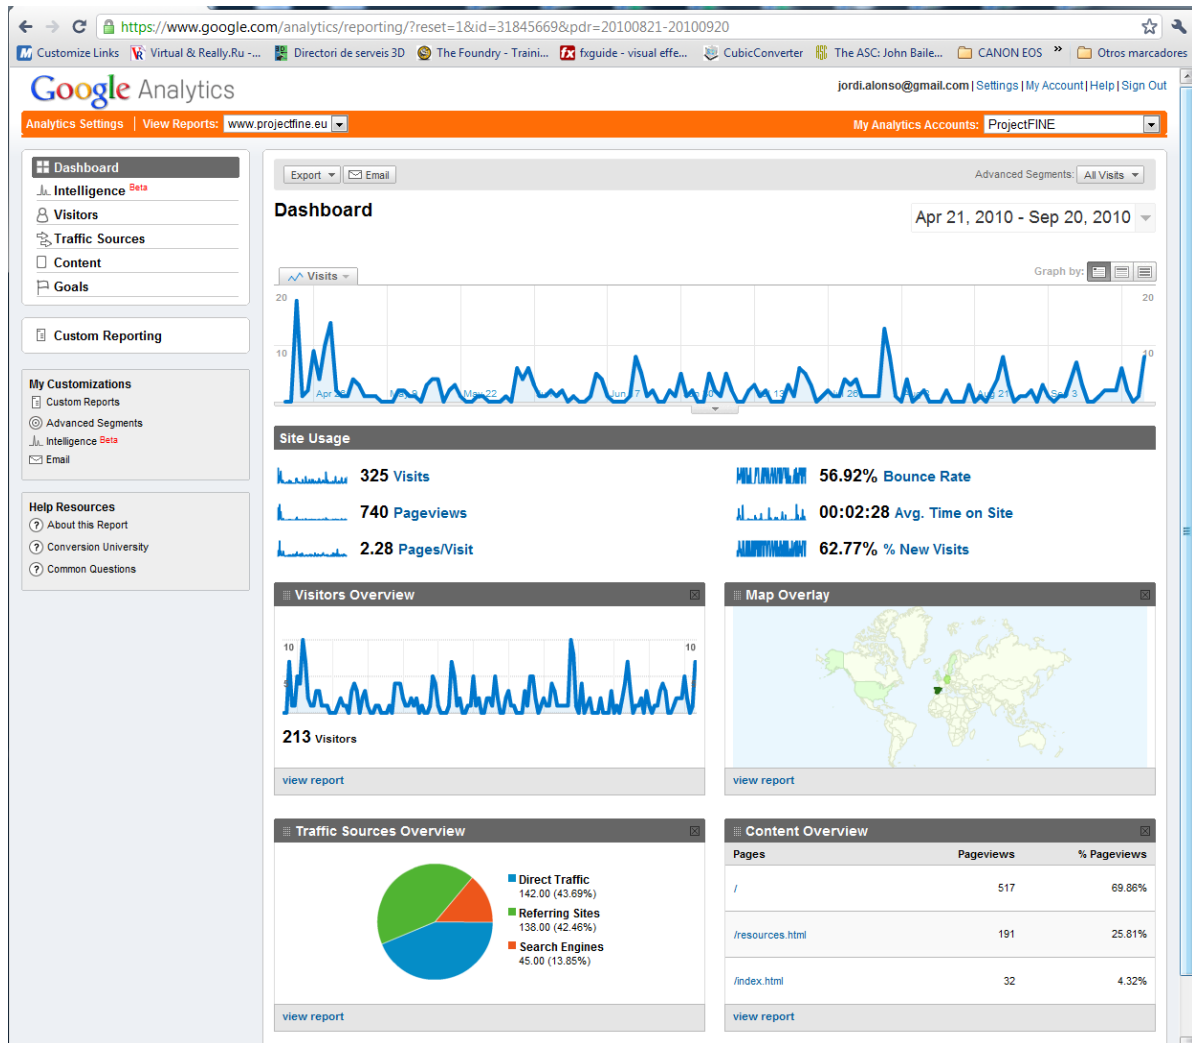 https://www.google.com/analytics/reporting/?reset=1&id=31845669&pdr=20100821-20100920
Customize Links Virtual & Really.Ru -... Directori de serveis 3D The Foundry - Traini... fxguide - visual effe... CubicConverter The ASC: John Baile... CANON EOS » Otros marcadores
Google Analytics
jordi.alonso@gmail.com | Settings | My Account | Help | Sign Out
Analytics Settings | View Reports: www.projectfine.eu
My Analytics Accounts: ProjectFINE
Dashboard
Intelligence Beta
Visitors
Traffic Sources
Content
Goals
Custom Reporting
My Customizations
Custom Reports
Advanced Segments
Intelligence Beta
Email
Help Resources
? About this Report
? Conversion University
? Common Questions
Export Email
Advanced Segments: All Visits
Dashboard
Apr 21, 2010 - Sep 20, 2010
Visits
Graph by:
20 20
10 10
May 22
Site Usage
325 Visits
56.92% Bounce Rate
740 Pageviews
00:02:28 Avg. Time on Site
2.28 Pages/Visit
62.77% % New Visits
Visitors Overview
10 10
213 Visitors
view report
Map Overlay
view report
Traffic Sources Overview
Direct Traffic
142.00 (43.69%)
Referring Sites
138.00 (42.46%)
Search Engines
45.00 (13.85%)
view report
Content Overview
Pages Pageviews % Pageviews
/ 517 69.86%
/resources.html 191 25.81%
/index.html 32 4.32%
view report